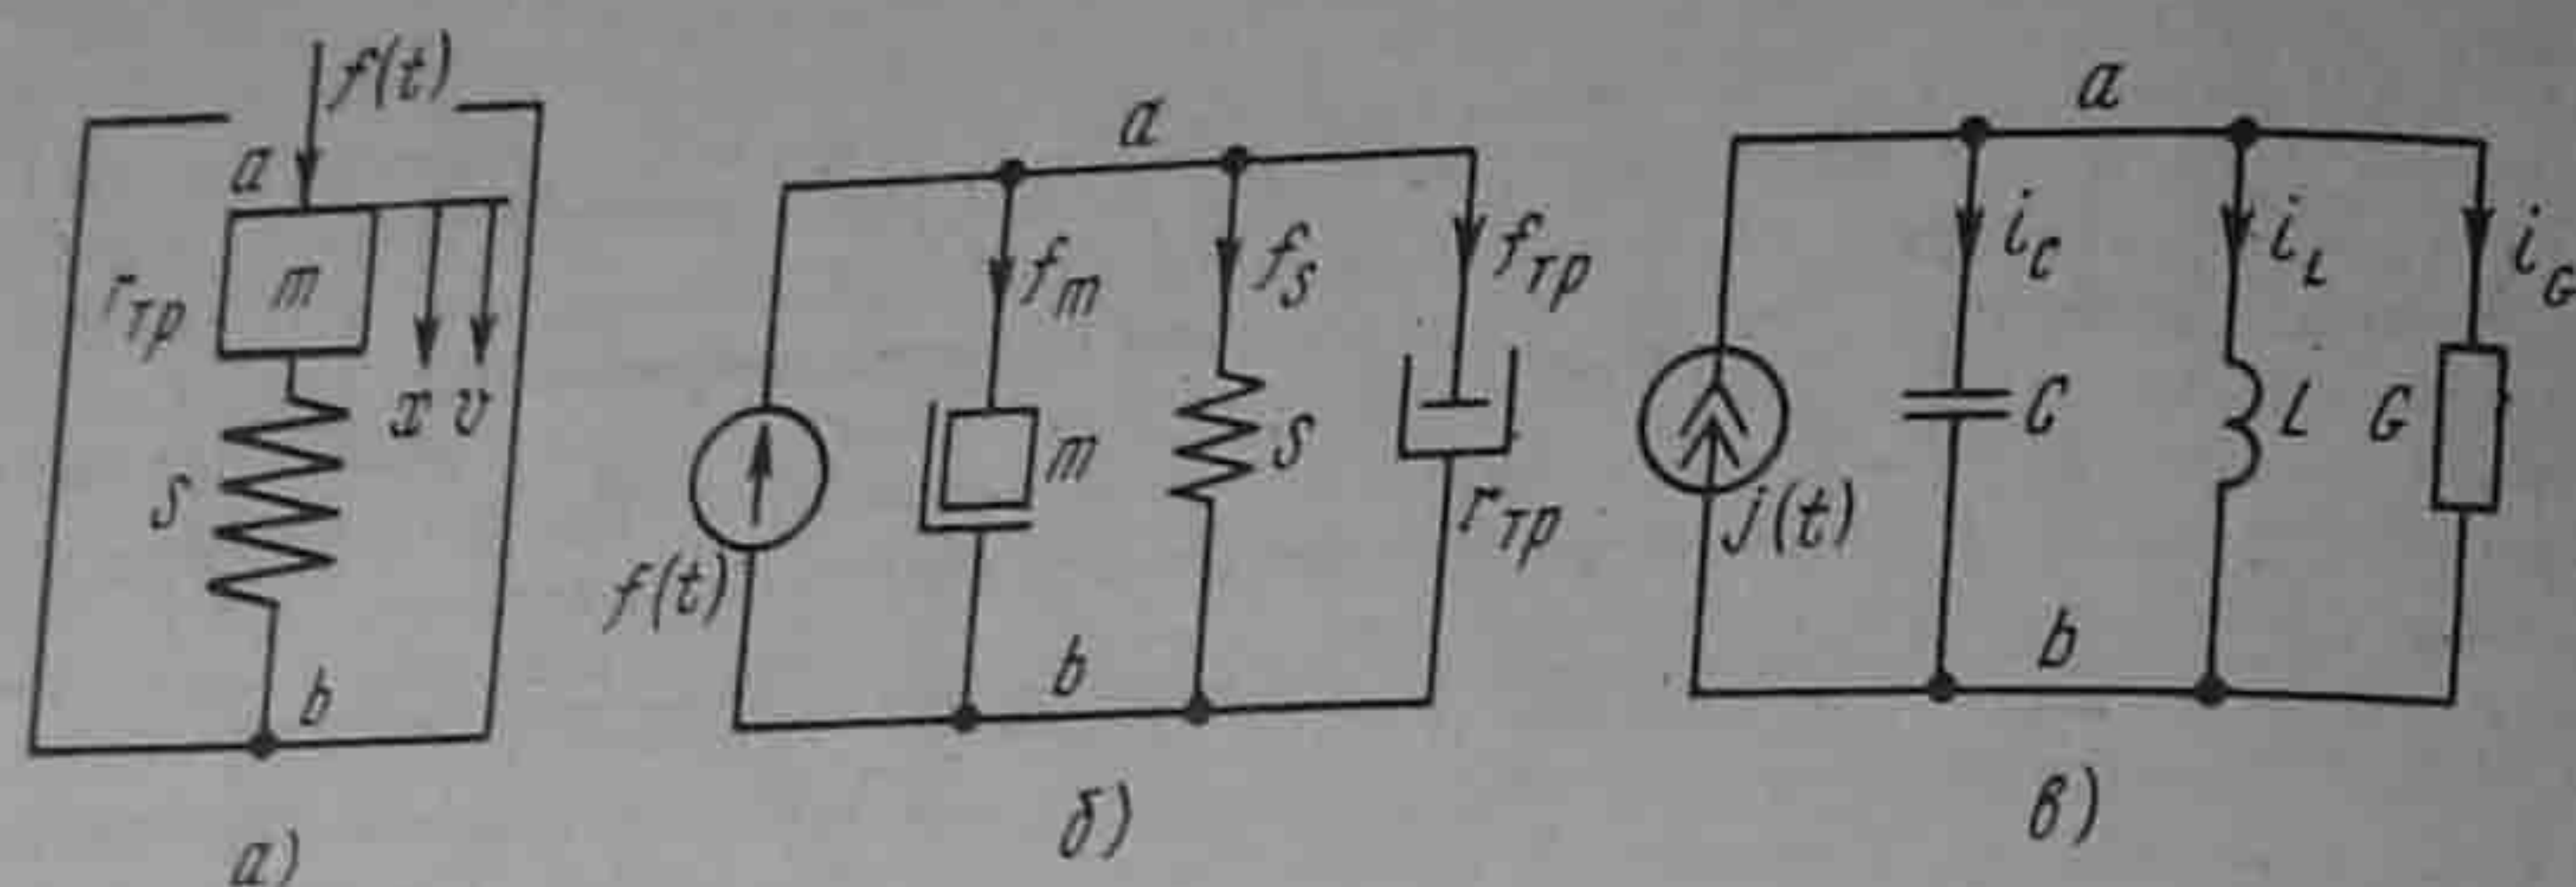 f(t)
a
m
r_тр
x v
s
b
а)
a
f_m
f_s
f_тр
m
s
r_тр
f(t)
b
б)
a
i_C
i_L
i_G
C
L
G
j(t)
b
в)